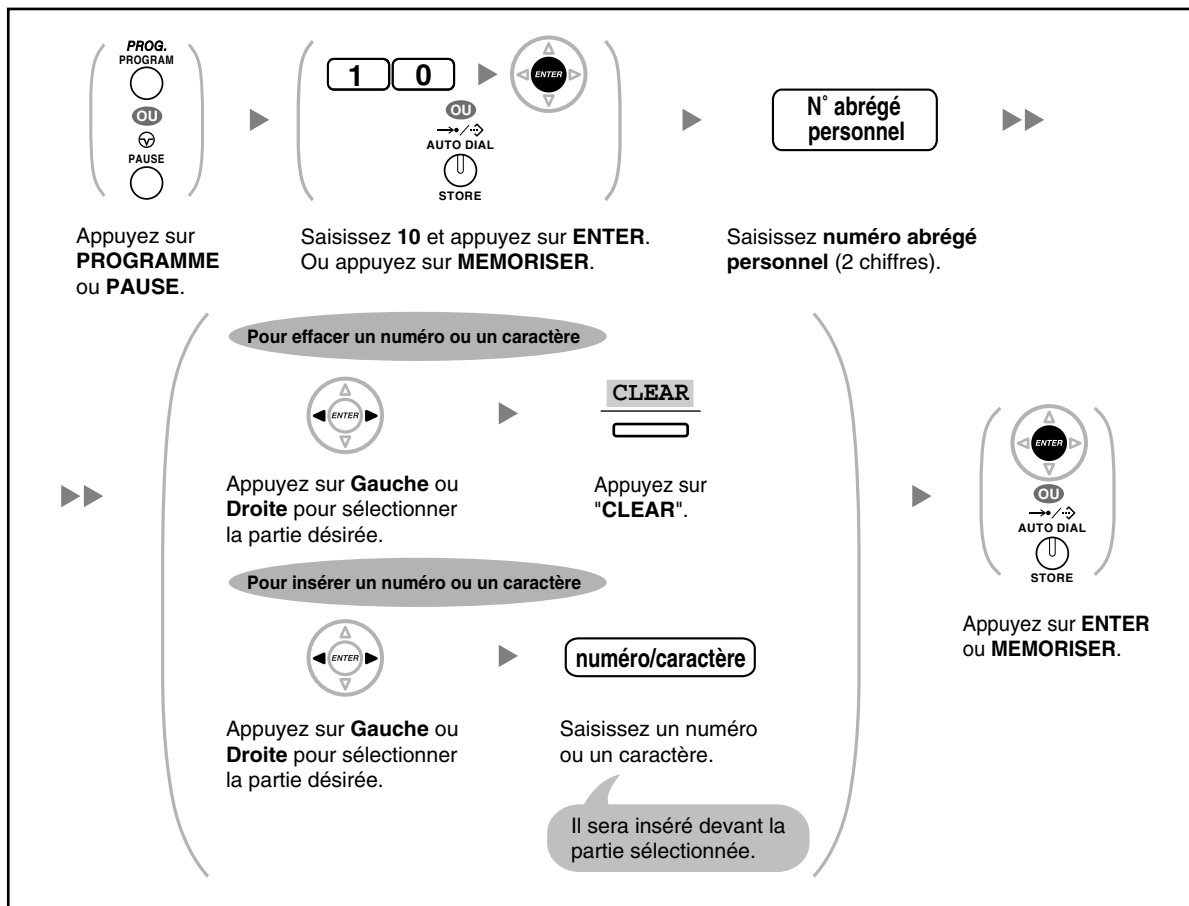 PROG.
PROGRAM
OU
PAUSE
Appuyez sur
PROGRAMME
ou PAUSE.
1 0
ENTER
OU
AUTO DIAL
STORE
Saisissez 10 et appuyez sur ENTER.
Ou appuyez sur MEMORISER.
N° abrégé
personnel
Saisissez numéro abrégé
personnel (2 chiffres).
Pour effacer un numéro ou un caractère
ENTER
Appuyez sur Gauche ou
Droite pour sélectionner
la partie désirée.
CLEAR
Appuyez sur
"CLEAR".
Pour insérer un numéro ou un caractère
ENTER
Appuyez sur Gauche ou
Droite pour sélectionner
la partie désirée.
numéro/caractère
Saisissez un numéro
ou un caractère.
Il sera inséré devant la
partie sélectionnée.
ENTER
OU
AUTO DIAL
STORE
Appuyez sur ENTER
ou MEMORISER.